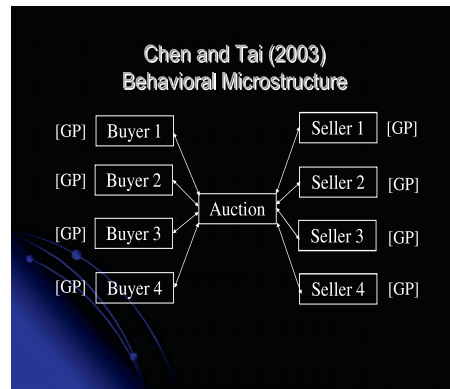 Chen and Tai (2003)
Behavioral Microstructure
[GP] Buyer 1 Seller 1 [GP]
[GP] Buyer 2 Seller 2 [GP]
Auction
[GP] Buyer 3 Seller 3 [GP]
[GP] Buyer 4 Seller 4 [GP]